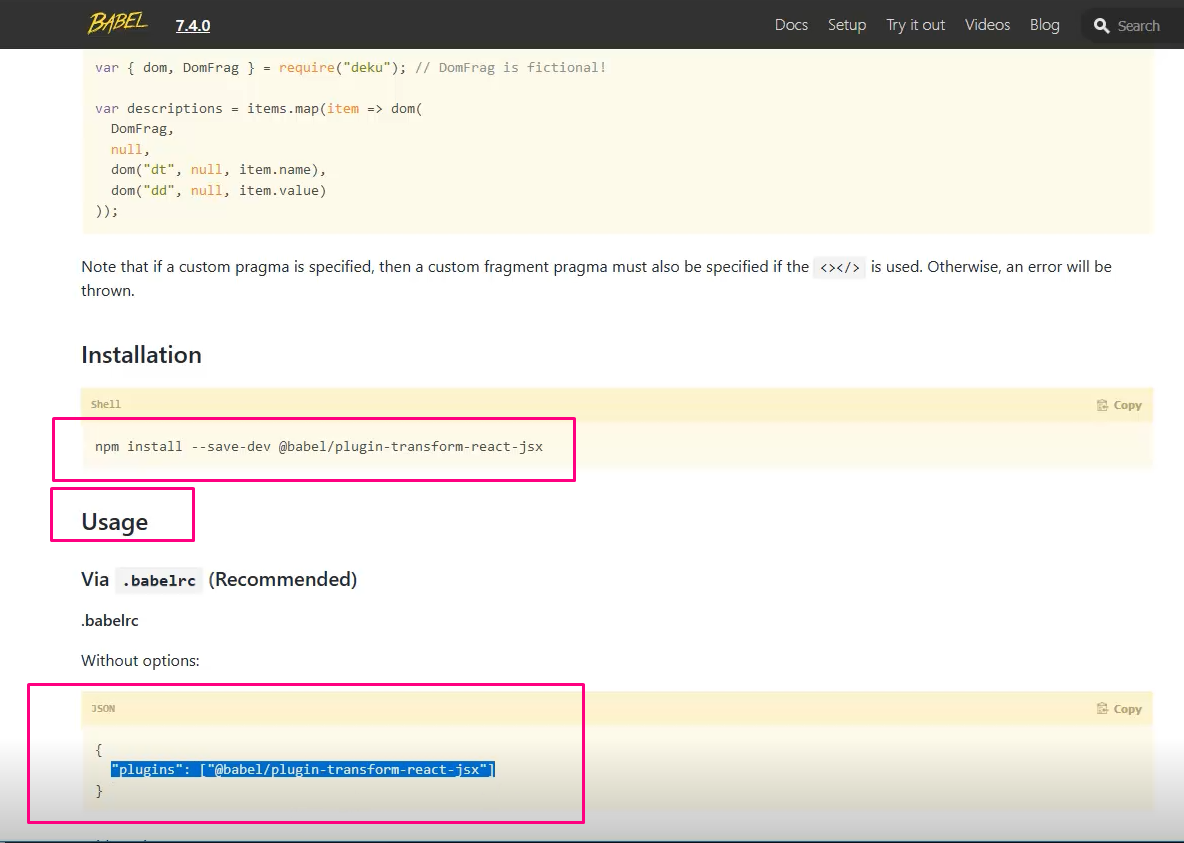 BABEL 7.4.0 Docs Setup Try it out Videos Blog Search
var { dom, DomFrag } = require("deku"); // DomFrag is fictional!
var descriptions = items.map(item => dom(
  DomFrag,
  null,
  dom("dt", null, item.name),
  dom("dd", null, item.value)
));
Note that if a custom pragma is specified, then a custom fragment pragma must also be specified if the <></> is used. Otherwise, an error will be
thrown.
Installation
Shell Copy
npm install --save-dev @babel/plugin-transform-react-jsx
Usage
Via .babelrc (Recommended)
.babelrc
Without options:
JSON Copy
{
  "plugins": ["@babel/plugin-transform-react-jsx"]
}